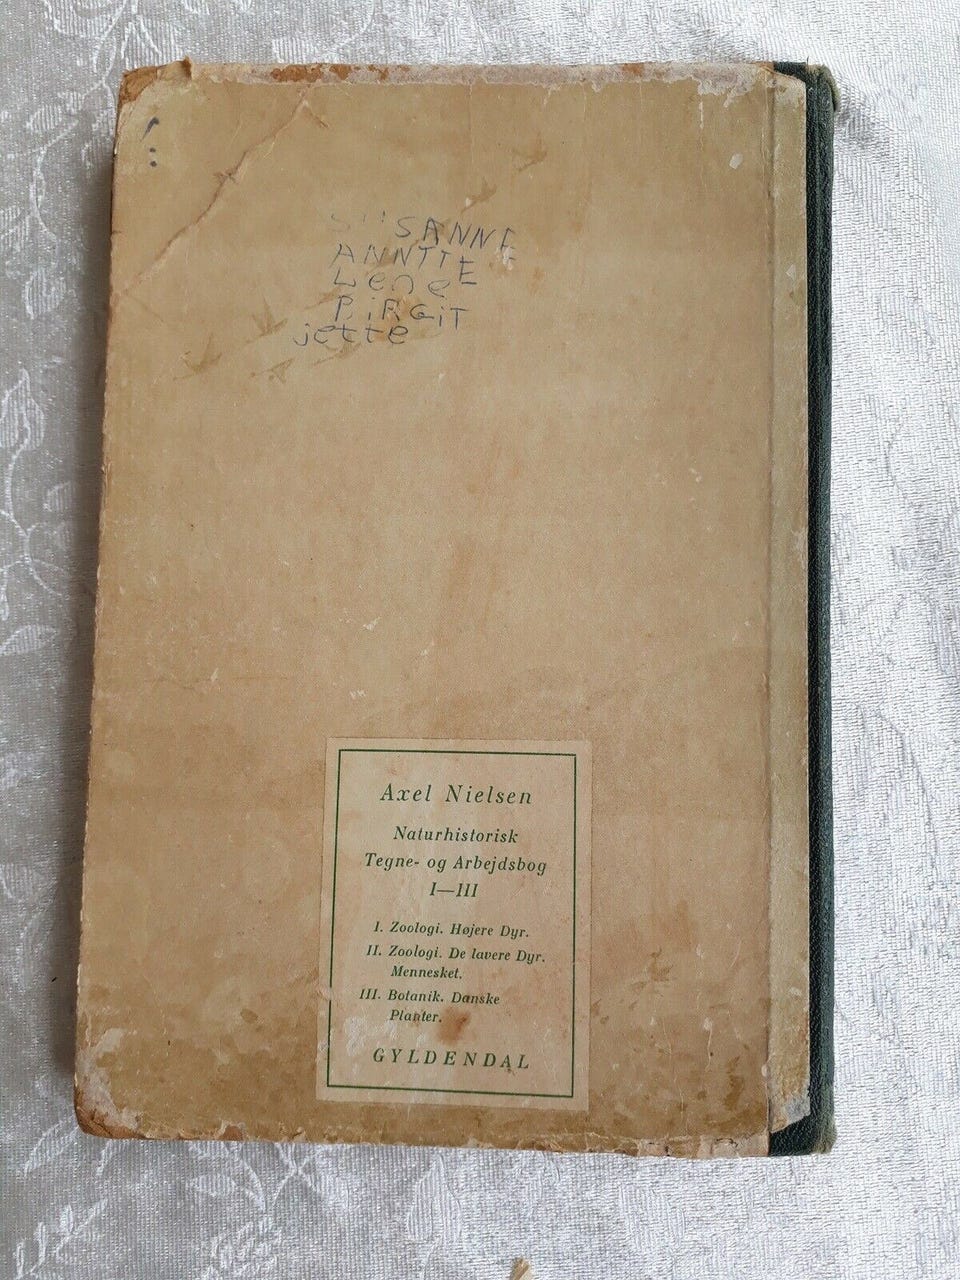 SUSANNE
ANNTTE
Lene
BiRGiT
jette
Axel Nielsen
Naturhistorisk
Tegne- og Arbejdsbog
I—III
I. Zoologi. Højere Dyr.
II. Zoologi. De lavere Dyr.
Mennesket.
III. Botanik. Danske
Planter.
GYLDENDAL